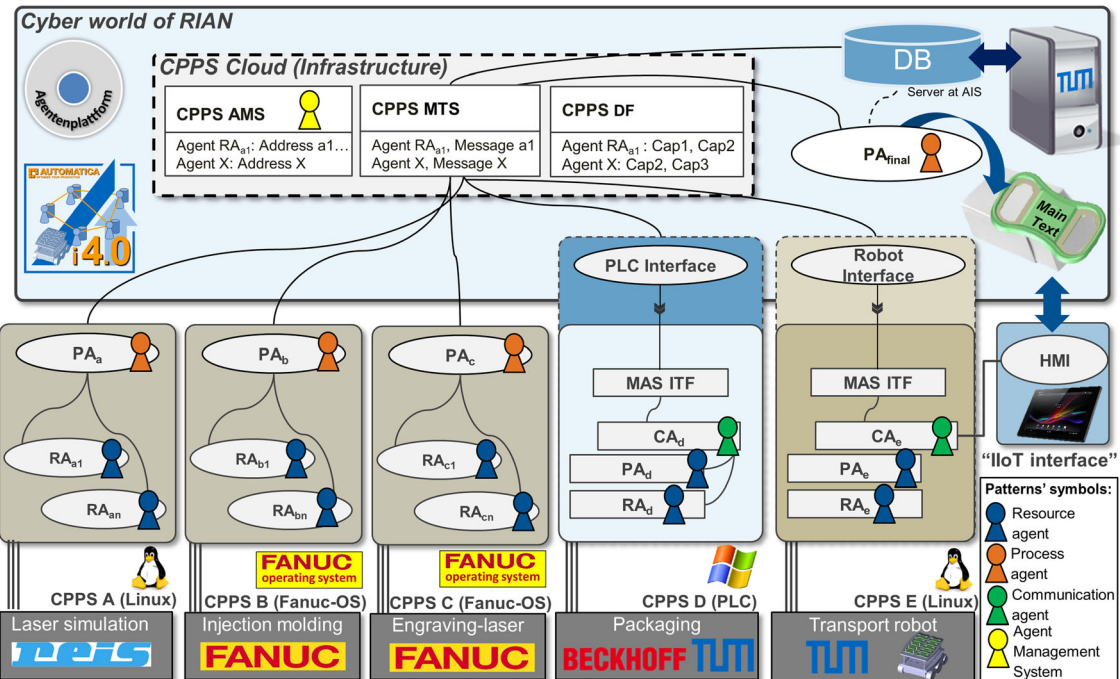 Cyber world of RIAN
Agentenplattform
CPPS Cloud (Infrastructure)
CPPS AMS
Agent RAa1: Address a1…
Agent X: Address X
CPPS MTS
Agent RAa1, Message a1
Agent X, Message X
CPPS DF
Agent RAa1 : Cap1, Cap2
Agent X: Cap2, Cap3
DB
Server at AIS
TUM
PAfinal
Main
Text
AUTOMATICA
i4.0
PLC Interface
Robot
Interface
PAa
RAa1
RAan
PAb
RAb1
RAbn
PAc
RAc1
RAcn
MAS ITF
CAd
PAd
RAd
MAS ITF
CAe
PAe
RAe
HMI
“IIoT interface”
Patterns’ symbols:
Resource
agent
Process
agent
Communication
agent
Agent
Management
System
FANUC
operating system
FANUC
operating system
CPPS A (Linux)
CPPS B (Fanuc-OS)
CPPS C (Fanuc-OS)
CPPS D (PLC)
CPPS E (Linux)
Laser simulation
reis
Injection molding
FANUC
Engraving-laser
FANUC
Packaging
BECKHOFF TUM
Transport robot
TUM